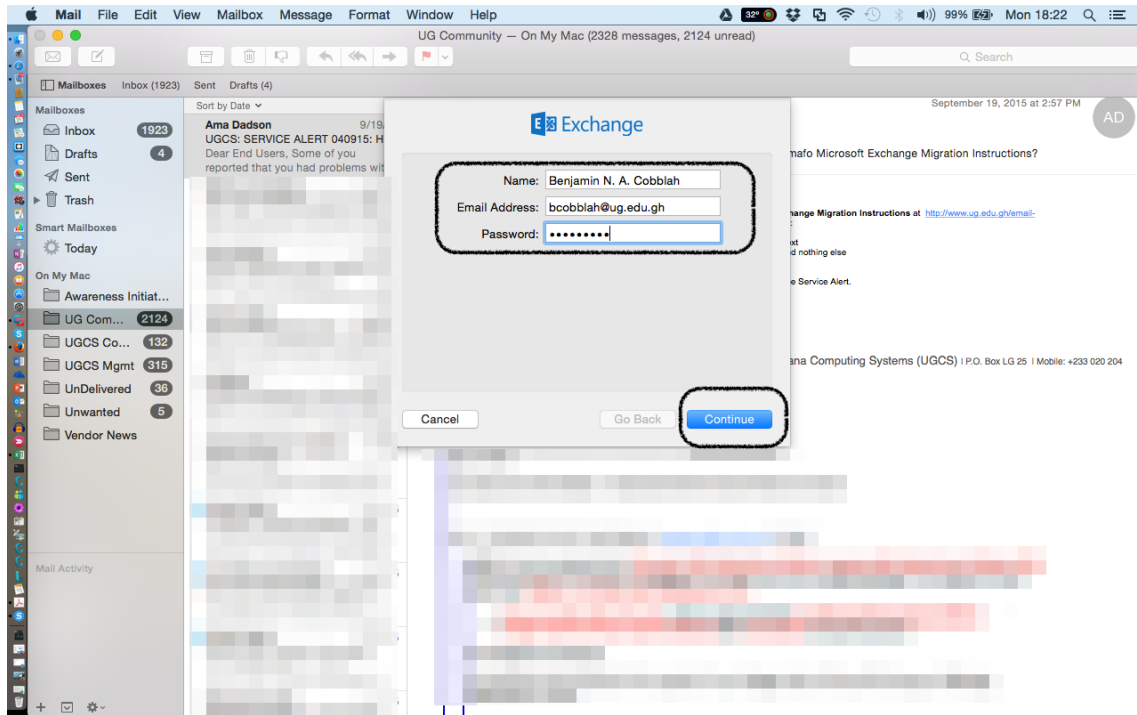 Mail File Edit View Mailbox Message Format Window Help 32° 99% Mon 18:22
UG Community — On My Mac (2328 messages, 2124 unread)
Search
Mailboxes Inbox (1923) Sent Drafts (4)
Mailboxes
Inbox 1923
Drafts 4
Sent
Trash
Smart Mailboxes
Today
On My Mac
Awareness Initiat...
UG Com... 2124
UGCS Co... 132
UGCS Mgmt 315
UnDelivered 36
Unwanted 5
Vendor News
Mail Activity
Sort by Date
Ama Dadson 9/19/
UGCS: SERVICE ALERT 040915: H
Dear End Users, Some of you
reported that you had problems wit
Exchange
Name: Benjamin N. A. Cobblah
Email Address: bcobblah@ug.edu.gh
Password: •••••••••
Cancel Go Back Continue
September 19, 2015 at 2:57 PM
AD
mafo Microsoft Exchange Migration Instructions?
hange Migration Instructions at http://www.ug.edu.gh/email-
xt
d nothing else
e Service Alert.
ana Computing Systems (UGCS) I P.O. Box LG 25 I Mobile: +233 020 204